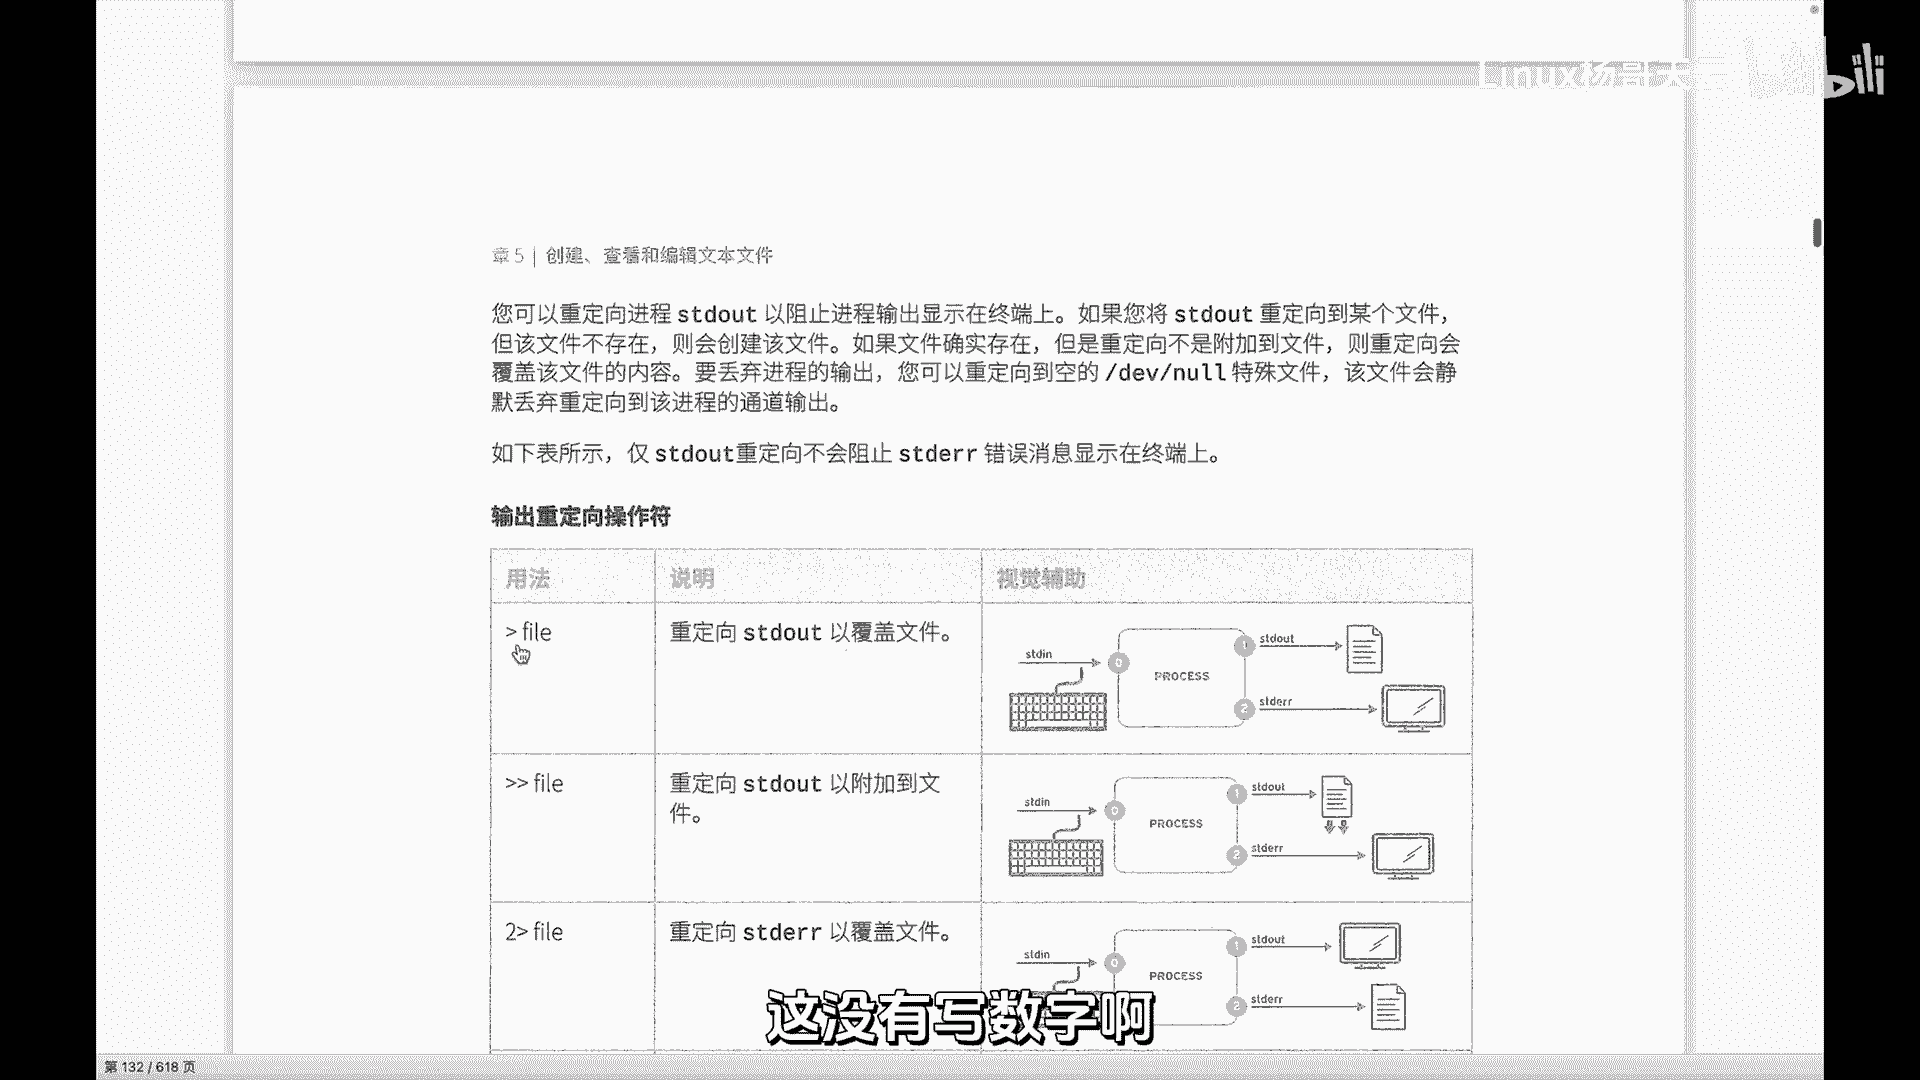 Linux杨哥天云 bilibili
章 5 | 创建、查看和编辑文本文件
您可以重定向进程 stdout 以阻止进程输出显示在终端上。如果您将 stdout 重定向到某个文件，
但该文件不存在，则会创建该文件。如果文件确实存在，但是重定向不是附加到文件，则重定向会
覆盖该文件的内容。要丢弃进程的输出，您可以重定向到空的 /dev/null 特殊文件，该文件会静
默丢弃重定向到该进程的通道输出。
如下表所示，仅 stdout重定向不会阻止 stderr 错误消息显示在终端上。
输出重定向操作符
用法 说明 视觉辅助
> file 重定向 stdout 以覆盖文件。
stdin 0 PROCESS 1 stdout
2 stderr
>> file 重定向 stdout 以附加到文
件。
stdin 0 PROCESS 1 stdout
2 stderr
2> file 重定向 stderr 以覆盖文件。
stdin 0 PROCESS 1 stdout
2 stderr
这没有写数字啊
第 132 / 618 页